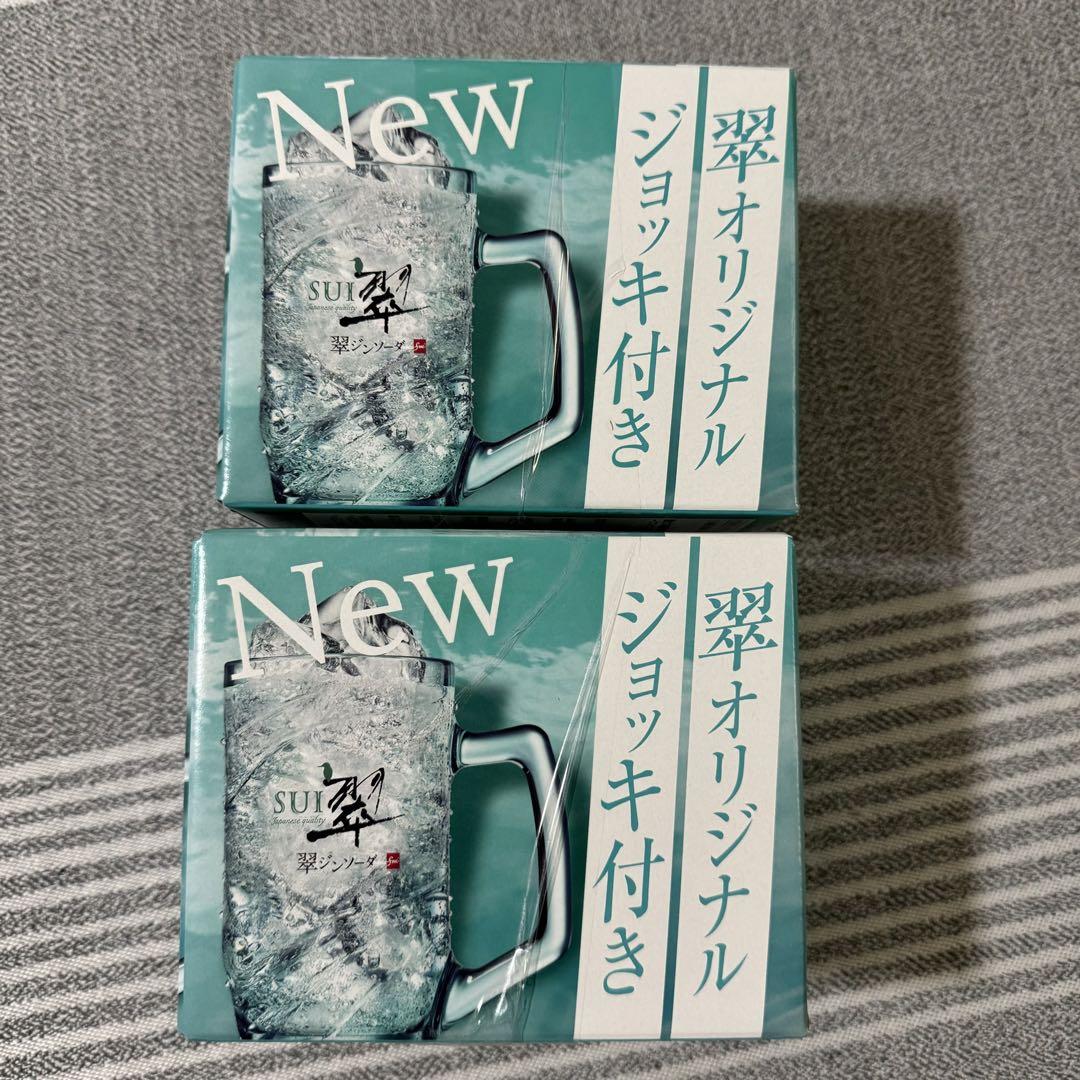 New
翠オリジナル
ジョッキ付き
SUI 翠
Japanese quality
翠ジンソーダ
New
翠オリジナル
ジョッキ付き
SUI 翠
Japanese quality
翠ジンソーダ